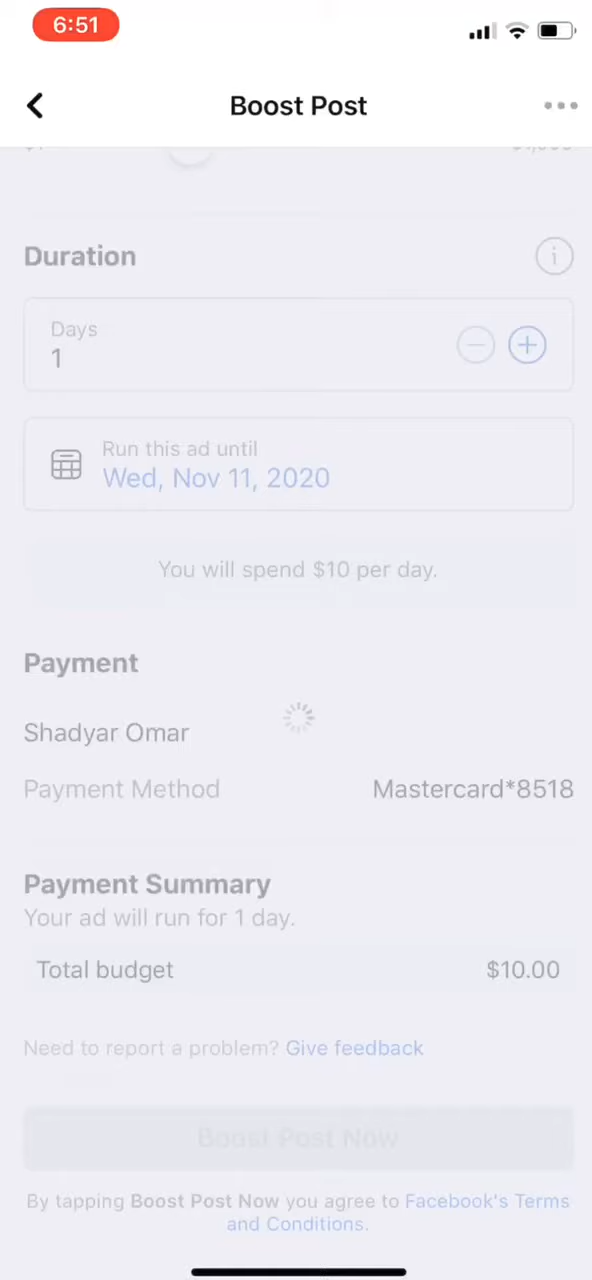 6:51
Boost Post
Duration
Days
1
Run this ad until
Wed, Nov 11, 2020
You will spend $10 per day.
Payment
Shadyar Omar
Payment Method Mastercard*8518
Payment Summary
Your ad will run for 1 day.
Total budget $10.00
Need to report a problem? Give feedback
Boost Post Now
By tapping Boost Post Now you agree to Facebook's Terms
and Conditions.